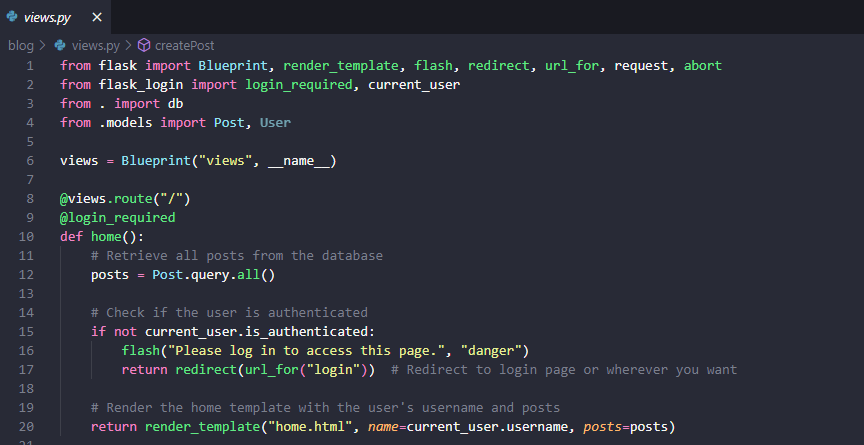 views.py ×
blog > views.py > createPost
1 from flask import Blueprint, render_template, flash, redirect, url_for, request, abort
2 from flask_login import login_required, current_user
3 from . import db
4 from .models import Post, User
5
6 views = Blueprint("views", __name__)
7
8 @views.route("/")
9 @login_required
10 def home():
11     # Retrieve all posts from the database
12     posts = Post.query.all()
13
14     # Check if the user is authenticated
15     if not current_user.is_authenticated:
16         flash("Please log in to access this page.", "danger")
17         return redirect(url_for("login"))  # Redirect to login page or wherever you want
18
19     # Render the home template with the user's username and posts
20     return render_template("home.html", name=current_user.username, posts=posts)